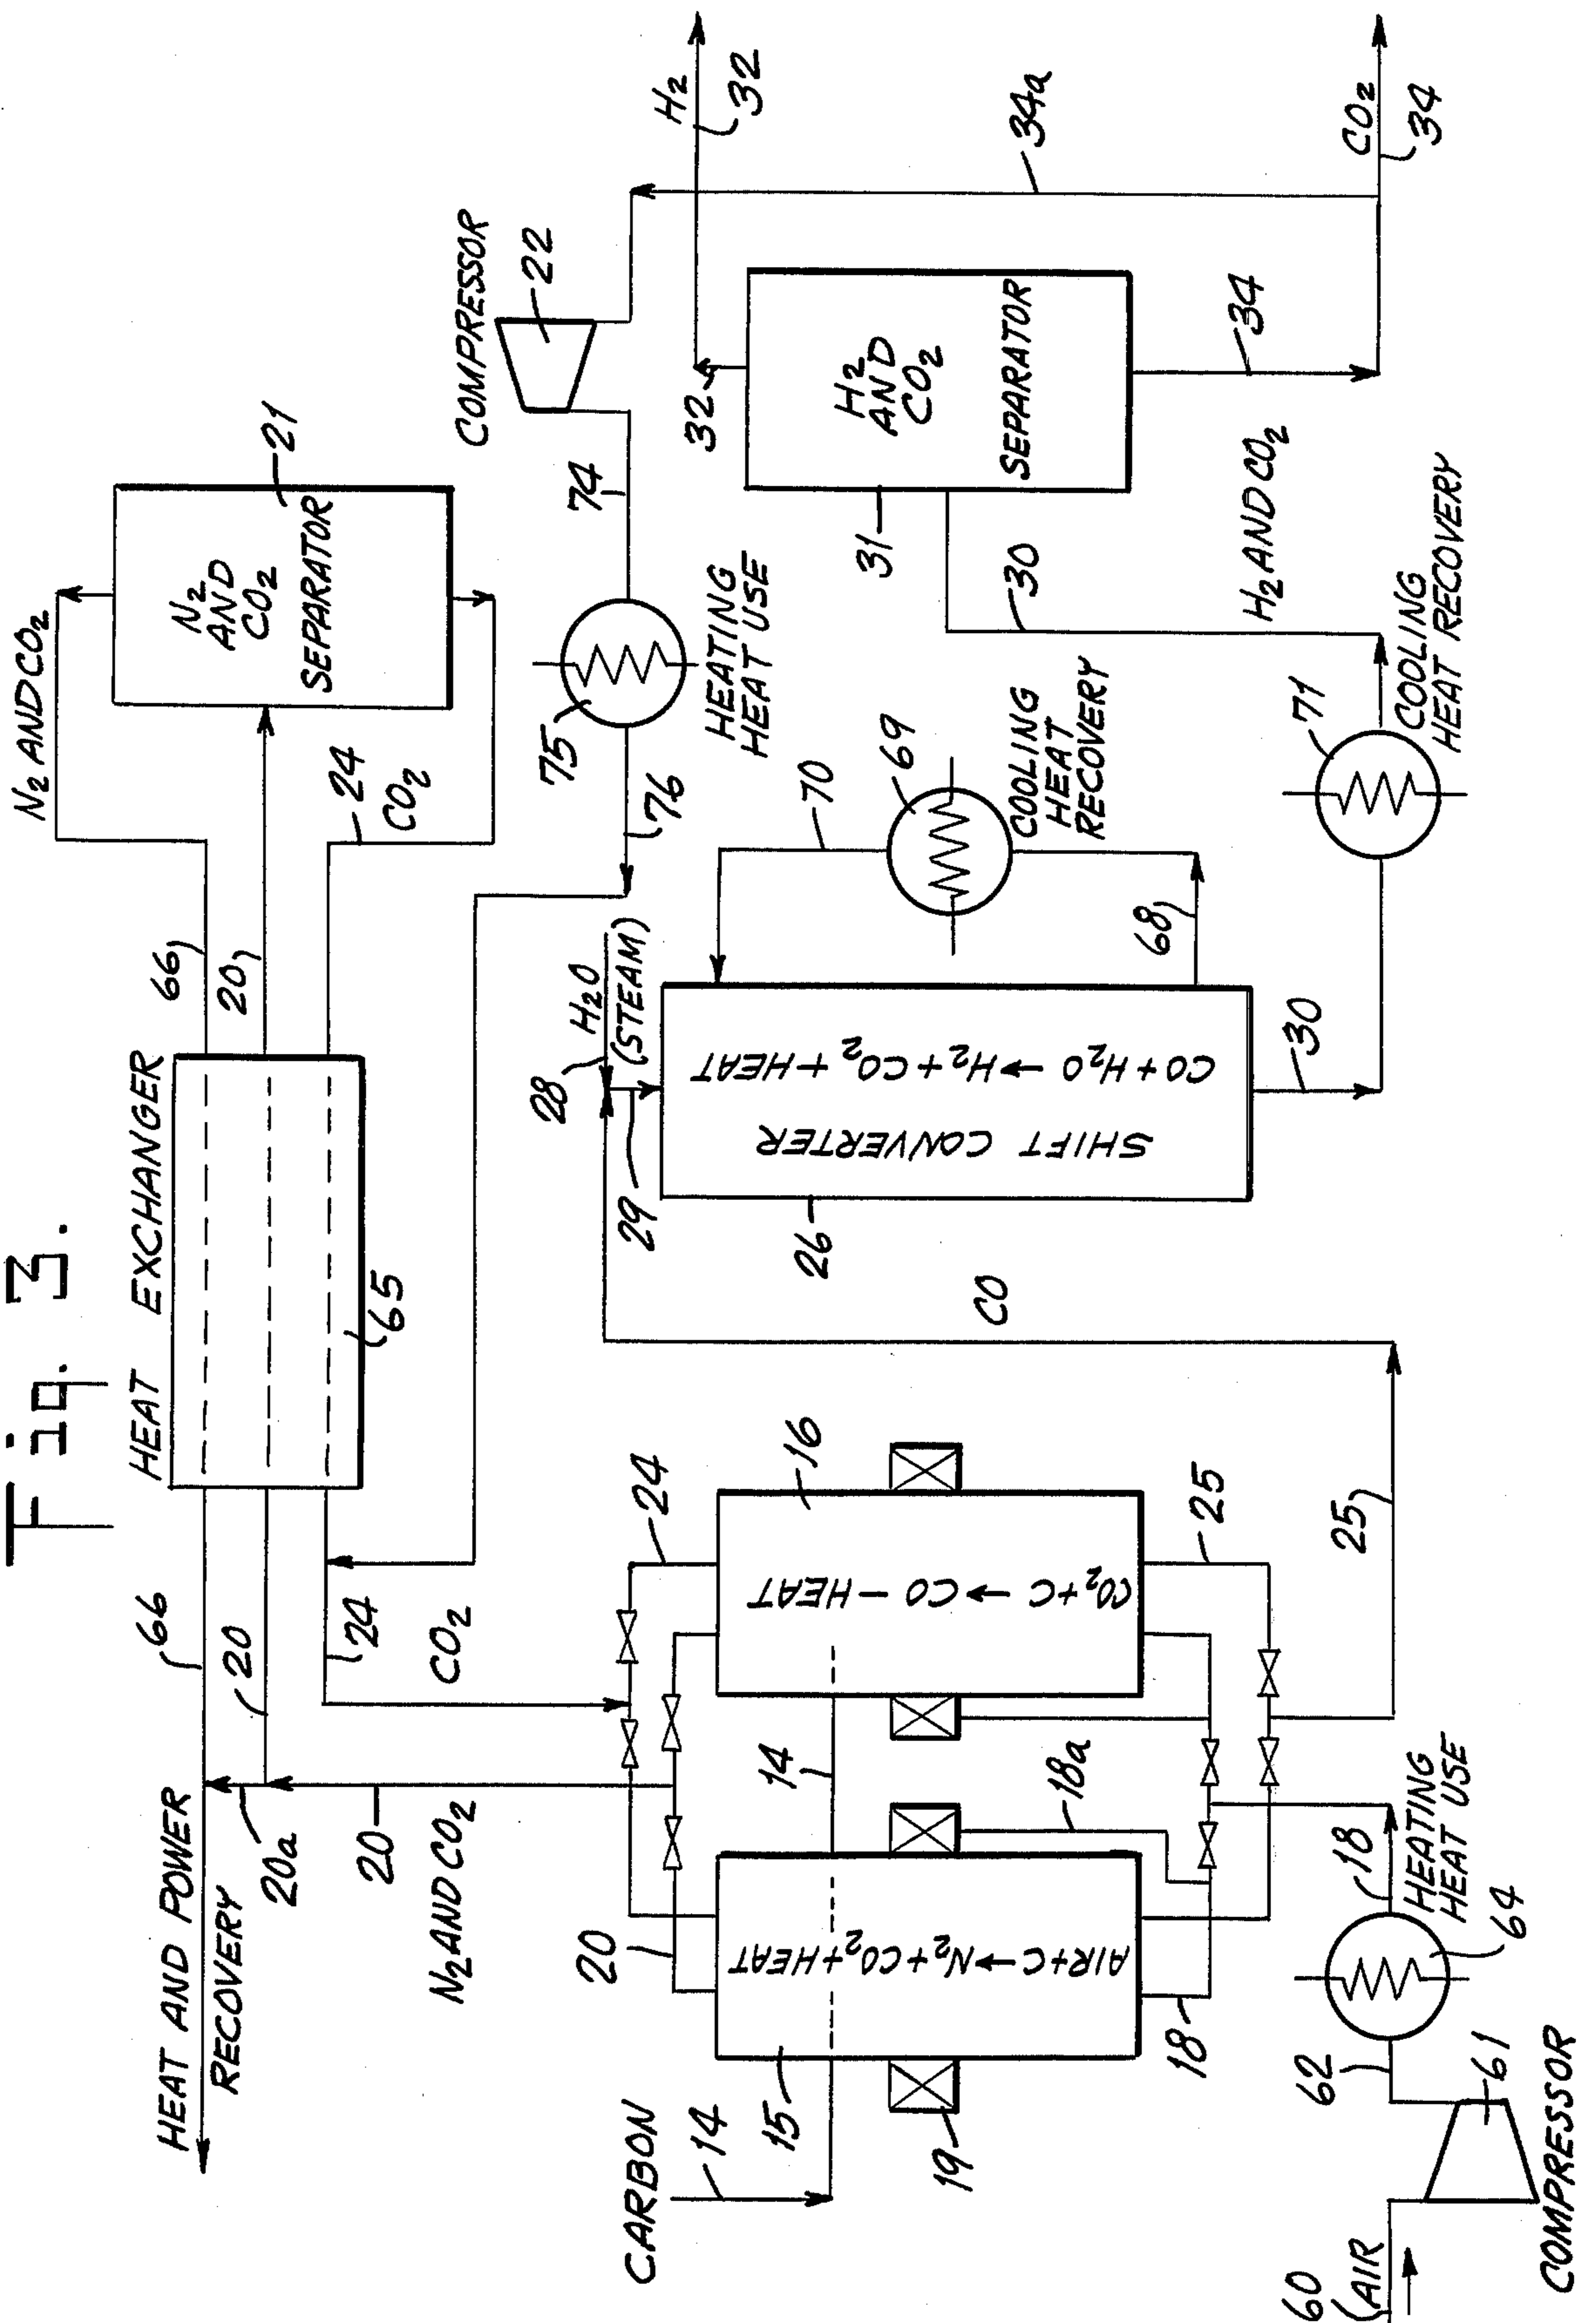 Fig. 3.
HEAT AND POWER
RECOVERY
66
HEAT EXCHANGER
66
N₂ AND CO₂
20a
20
65
20
20
24
24
CO₂
N₂
AND
CO₂
SEPARATOR
21
N₂ AND CO₂
CO₂
COMPRESSOR
22
74
75
HEATING
HEAT USE
76
H₂
32
34a
CO₂
34
CARBON
14
15
19
20
AIR+C→N₂+CO₂+HEAT
14
18a
18
24
16
CO₂+C→CO-HEAT
25
25
CO
28
H₂O
(STEAM)
29
26
SHIFT CONVERTER
CO+H₂O→H₂+CO₂+HEAT
70
69
COOLING
HEAT
RECOVERY
68
30
71
COOLING
HEAT RECOVERY
H₂ AND CO₂
30
31
32
H₂
AND
CO₂
SEPARATOR
34
60
(AIR
61
COMPRESSOR
62
64
18
HEATING
HEAT USE